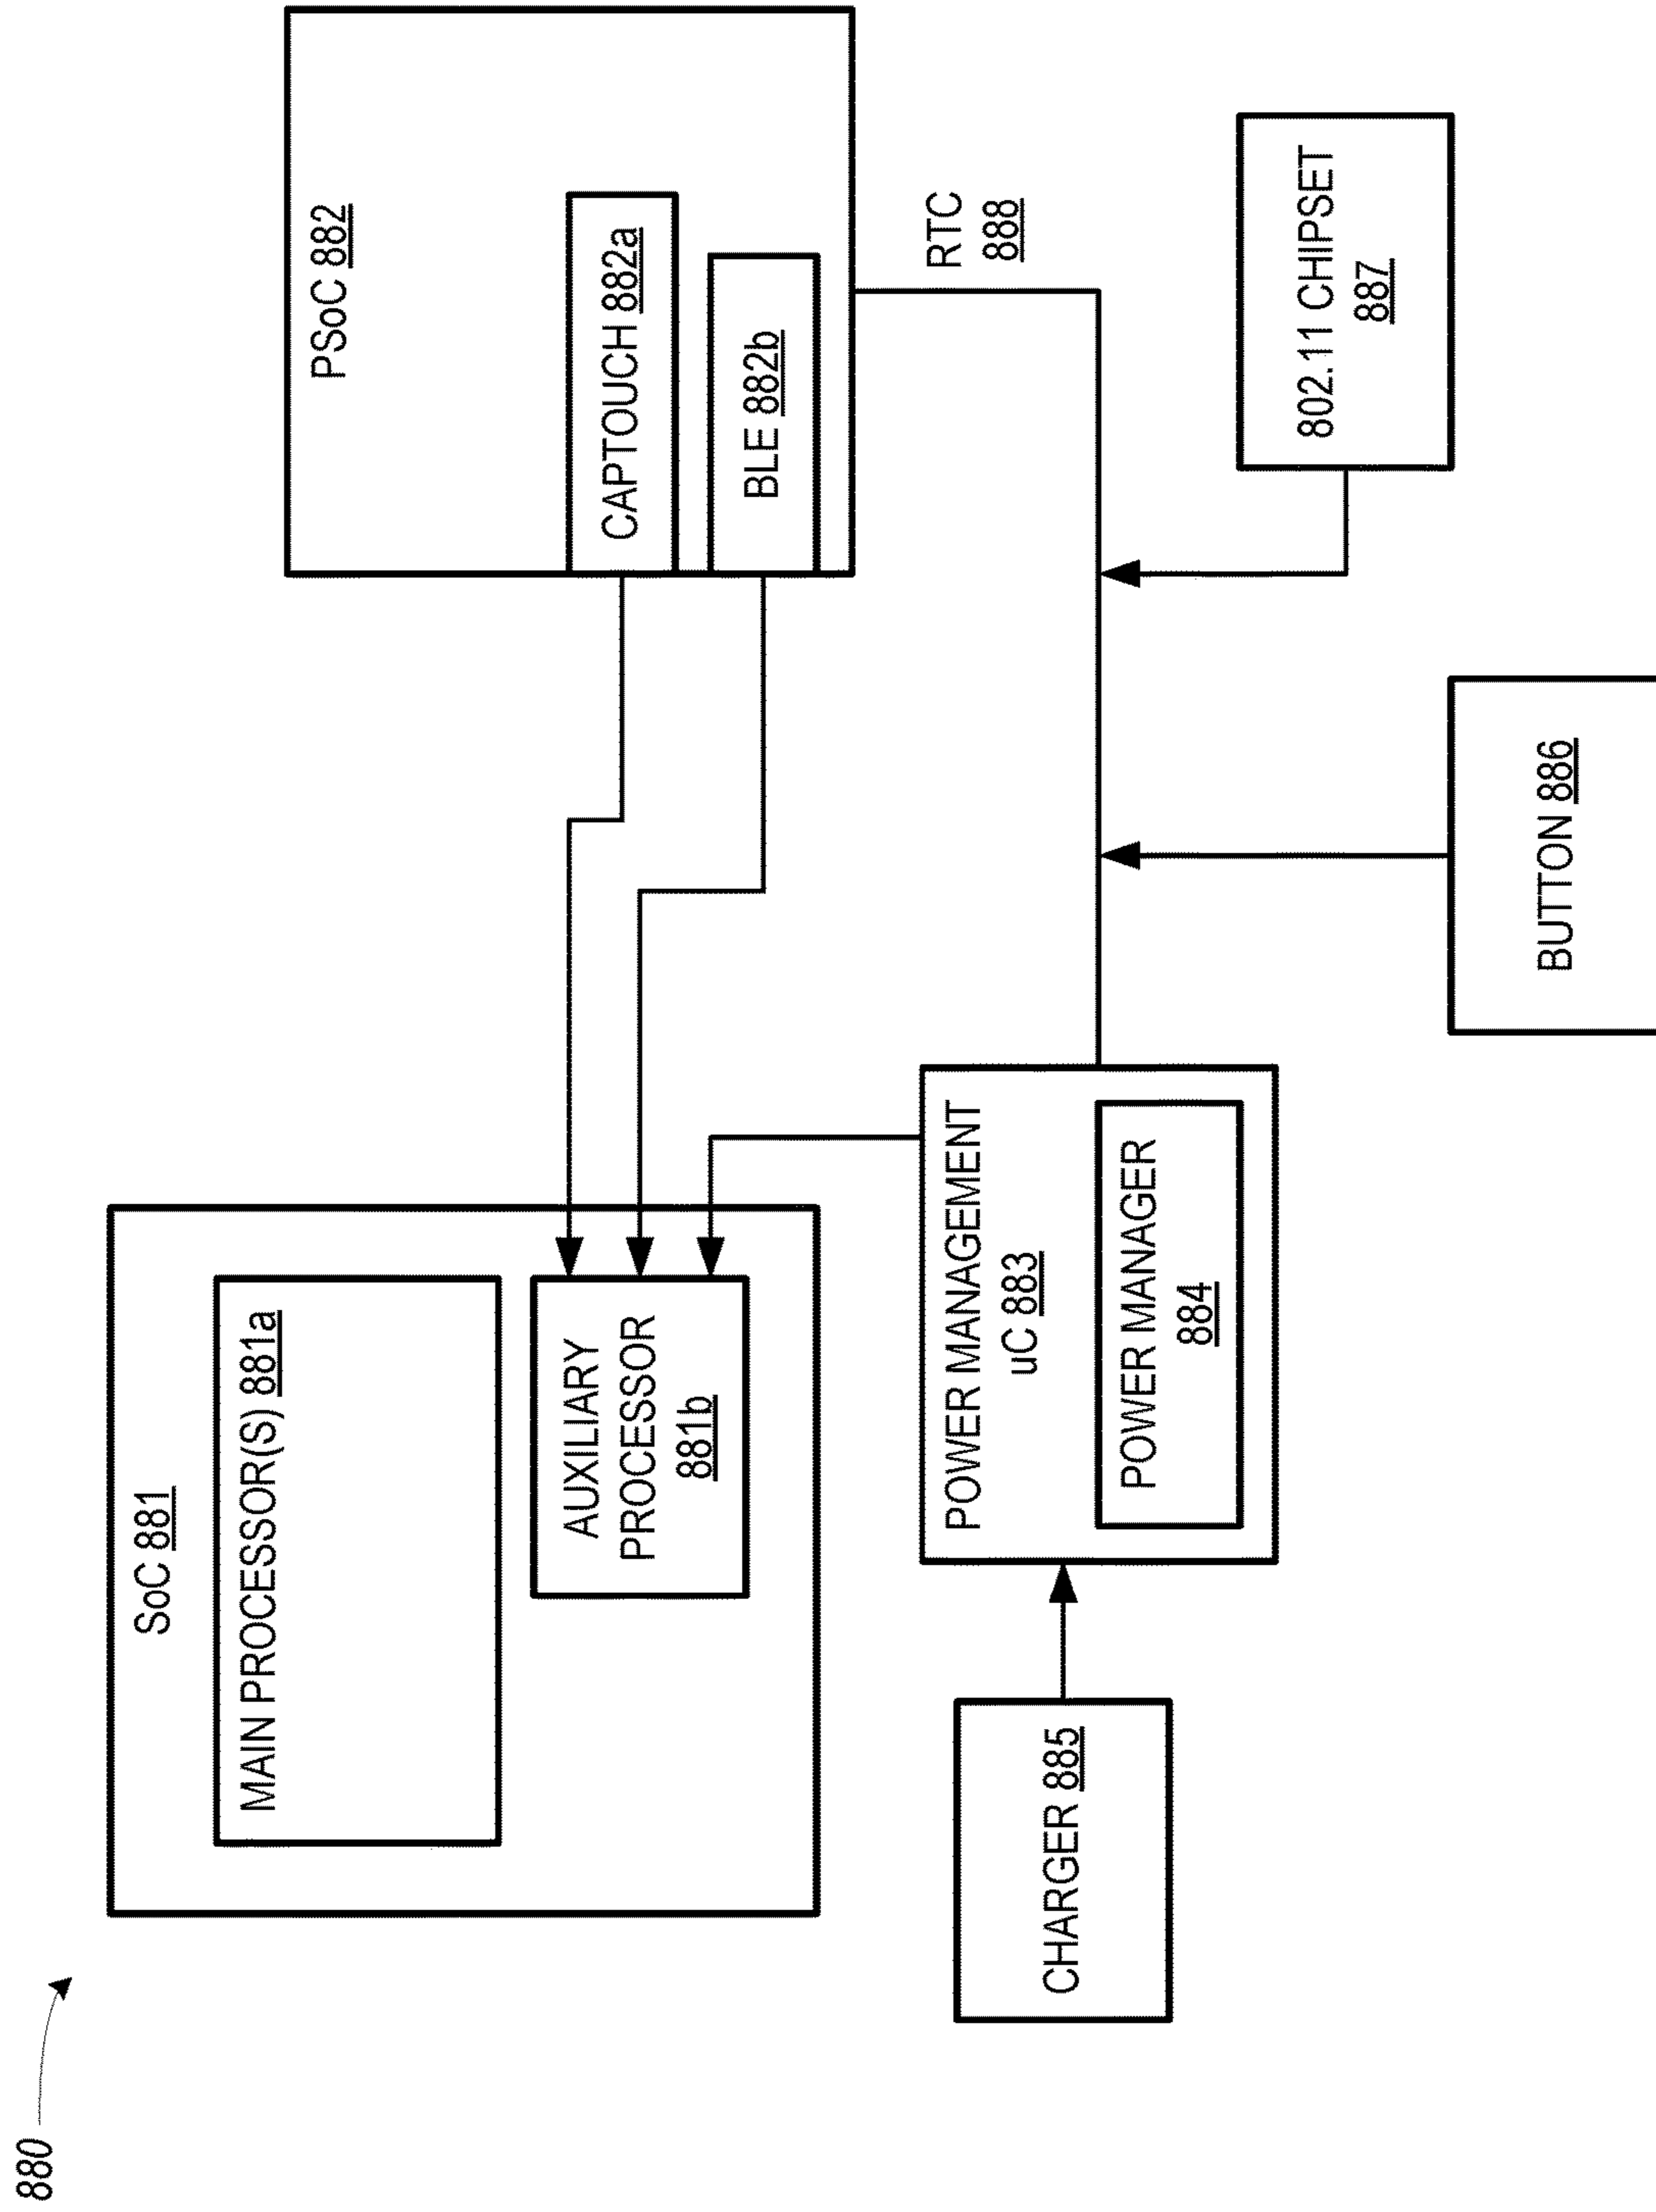 880
SoC 881
MAIN PROCESSOR(S) 881a
AUXILIARY
PROCESSOR
881b
PSoC 882
CAPTOUCH 882a
BLE 882b
RTC
888
POWER MANAGEMENT
uC 883
POWER MANAGER
884
CHARGER 885
802.11 CHIPSET
887
BUTTON 886